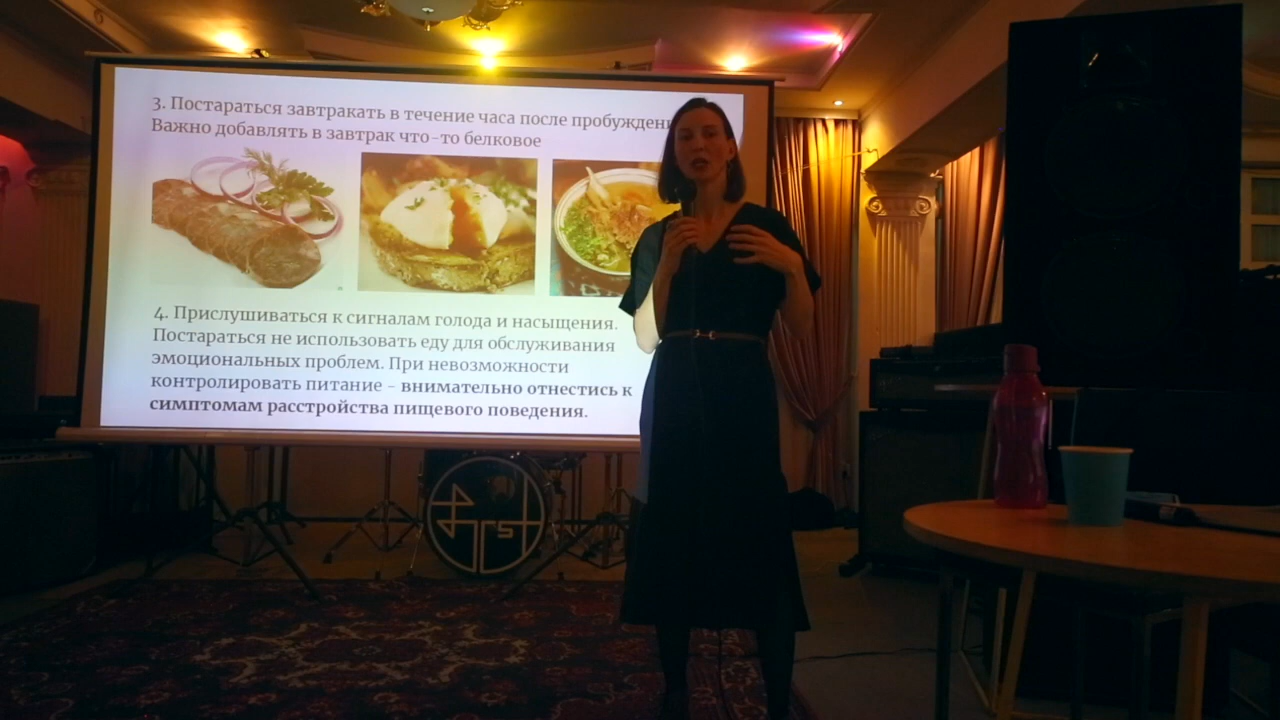 3. Постараться завтракать в течение часа после
Важно добавлять в завтрак что-то белковое
4. Прислушиваться к сигналам голода и насыщения.
Постараться не использовать еду для обслуживания
эмоциональных проблем. При невозможности
контролировать питание - внимательно отнестись к
симптомам расстройства пищевого поведения.